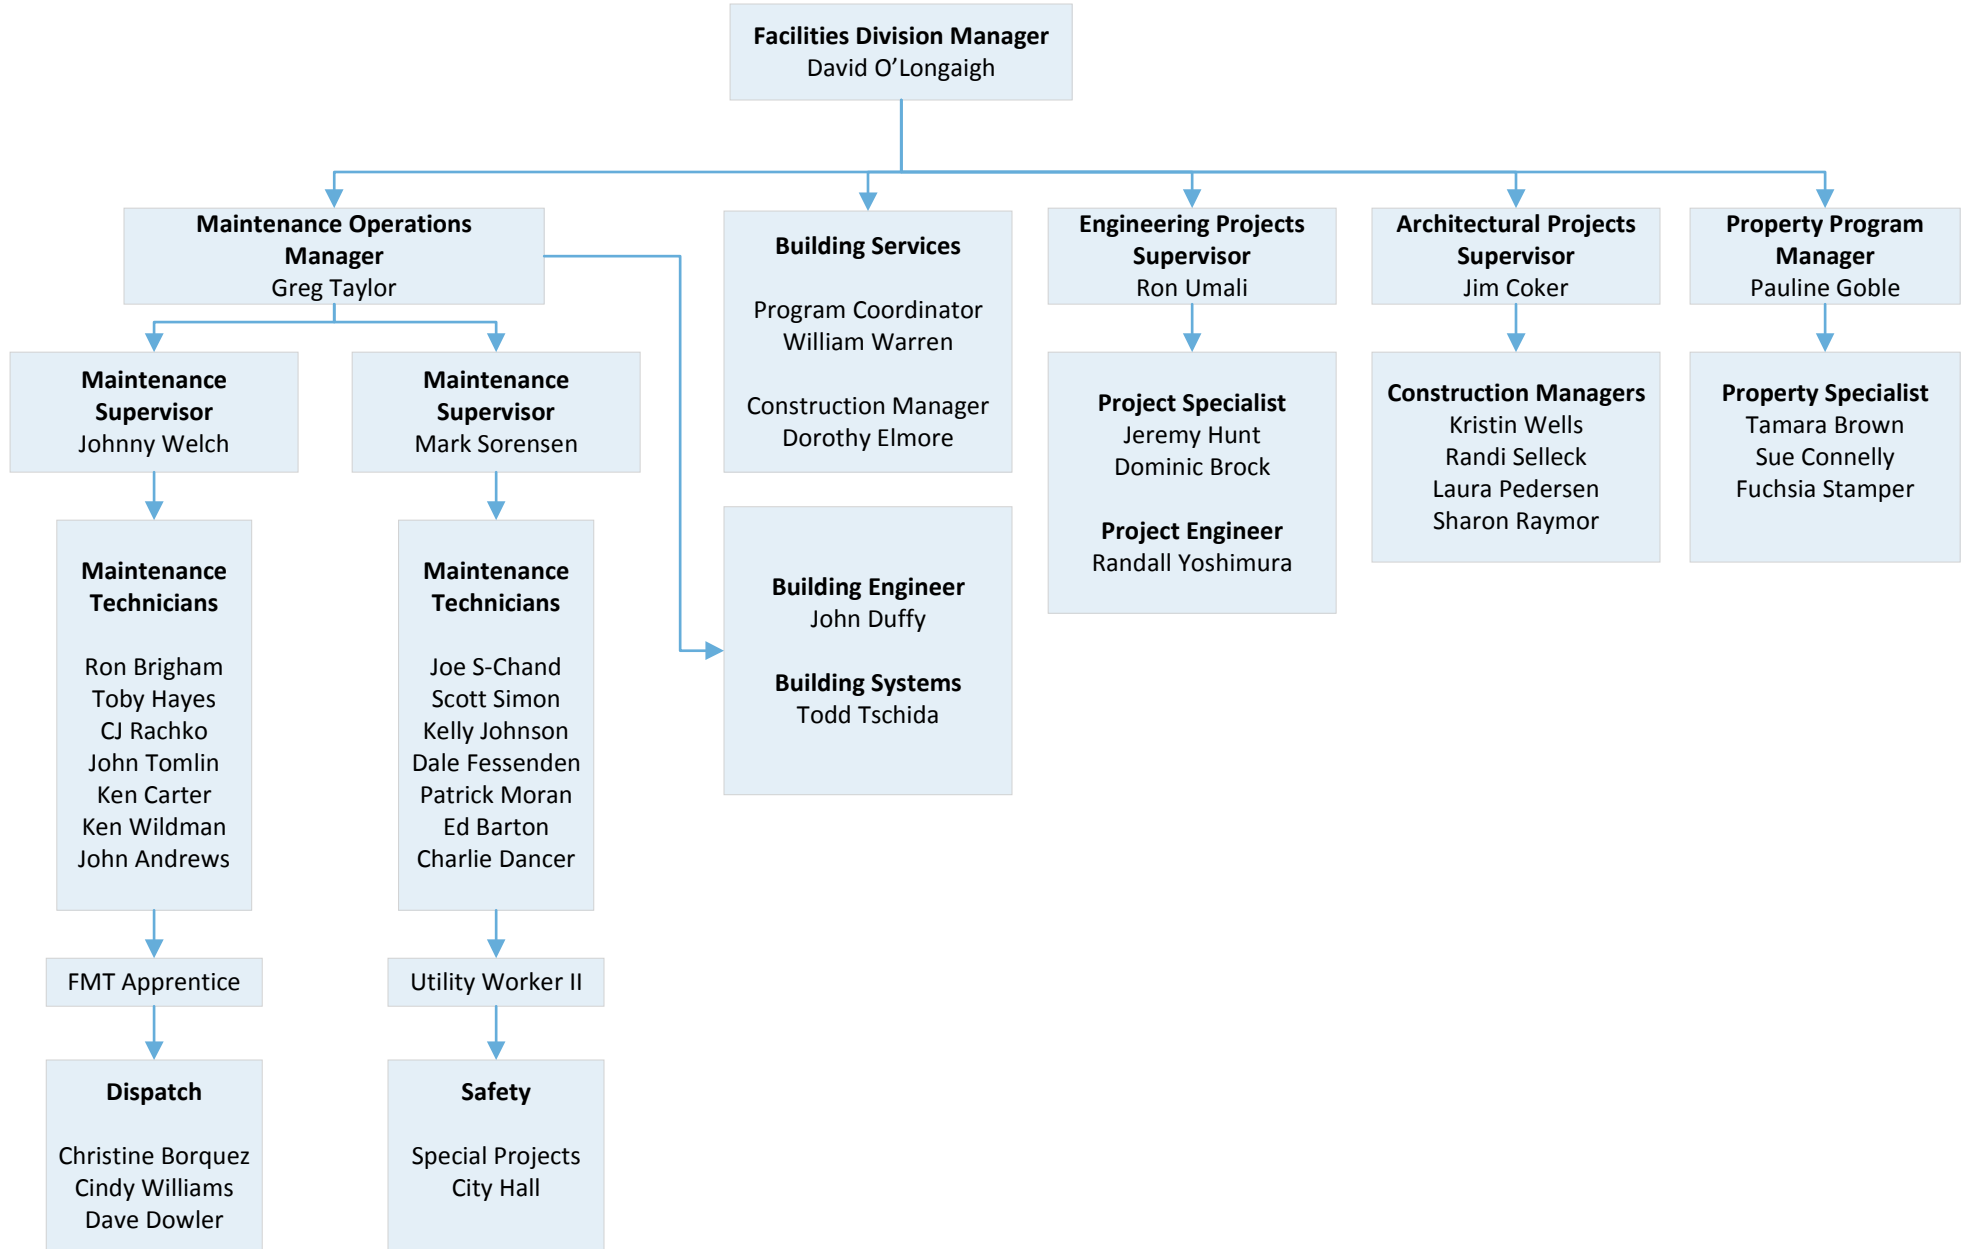 Facilities Division Manager
David O’Longaigh
Maintenance Operations
Manager
Greg Taylor
Building Services
Program Coordinator
William Warren
Construction Manager
Dorothy Elmore
Engineering Projects
Supervisor
Ron Umali
Architectural Projects
Supervisor
Jim Coker
Property Program
Manager
Pauline Goble
Maintenance
Supervisor
Johnny Welch
Maintenance
Supervisor
Mark Sorensen
Project Specialist
Jeremy Hunt
Dominic Brock
Project Engineer
Randall Yoshimura
Construction Managers
Kristin Wells
Randi Selleck
Laura Pedersen
Sharon Raymor
Property Specialist
Tamara Brown
Sue Connelly
Fuchsia Stamper
Maintenance
Technicians
Ron Brigham
Toby Hayes
CJ Rachko
John Tomlin
Ken Carter
Ken Wildman
John Andrews
Maintenance
Technicians
Joe S-Chand
Scott Simon
Kelly Johnson
Dale Fessenden
Patrick Moran
Ed Barton
Charlie Dancer
Building Engineer
John Duffy
Building Systems
Todd Tschida
FMT Apprentice
Utility Worker II
Dispatch
Christine Borquez
Cindy Williams
Dave Dowler
Safety
Special Projects
City Hall